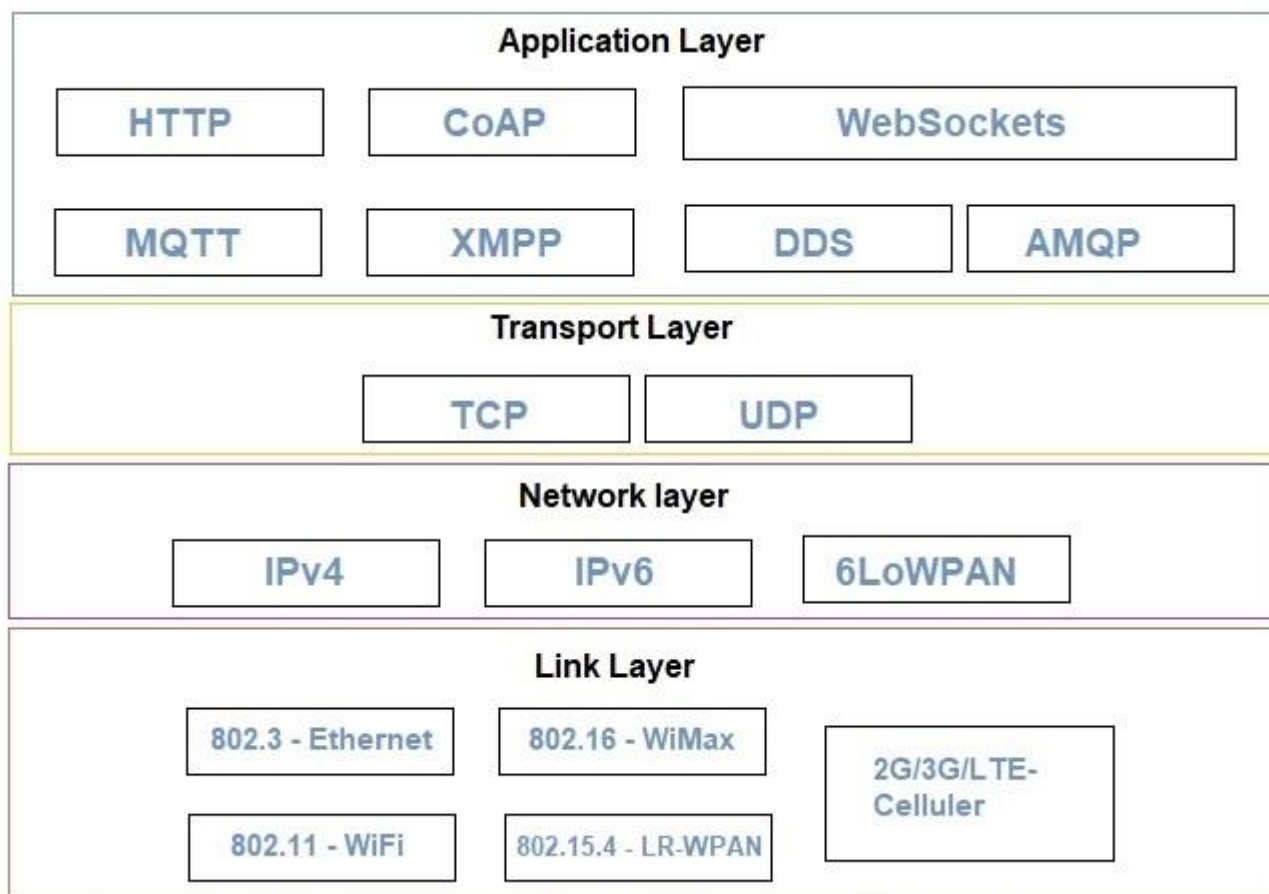 Application Layer
HTTP
CoAP
WebSockets
MQTT
XMPP
DDS
AMQP
Transport Layer
TCP
UDP
Network layer
IPv4
IPv6
6LoWPAN
Link Layer
802.3 - Ethernet
802.16 - WiMax
2G/3G/LTE-
Celluler
802.11 - WiFi
802.15.4 - LR-WPAN